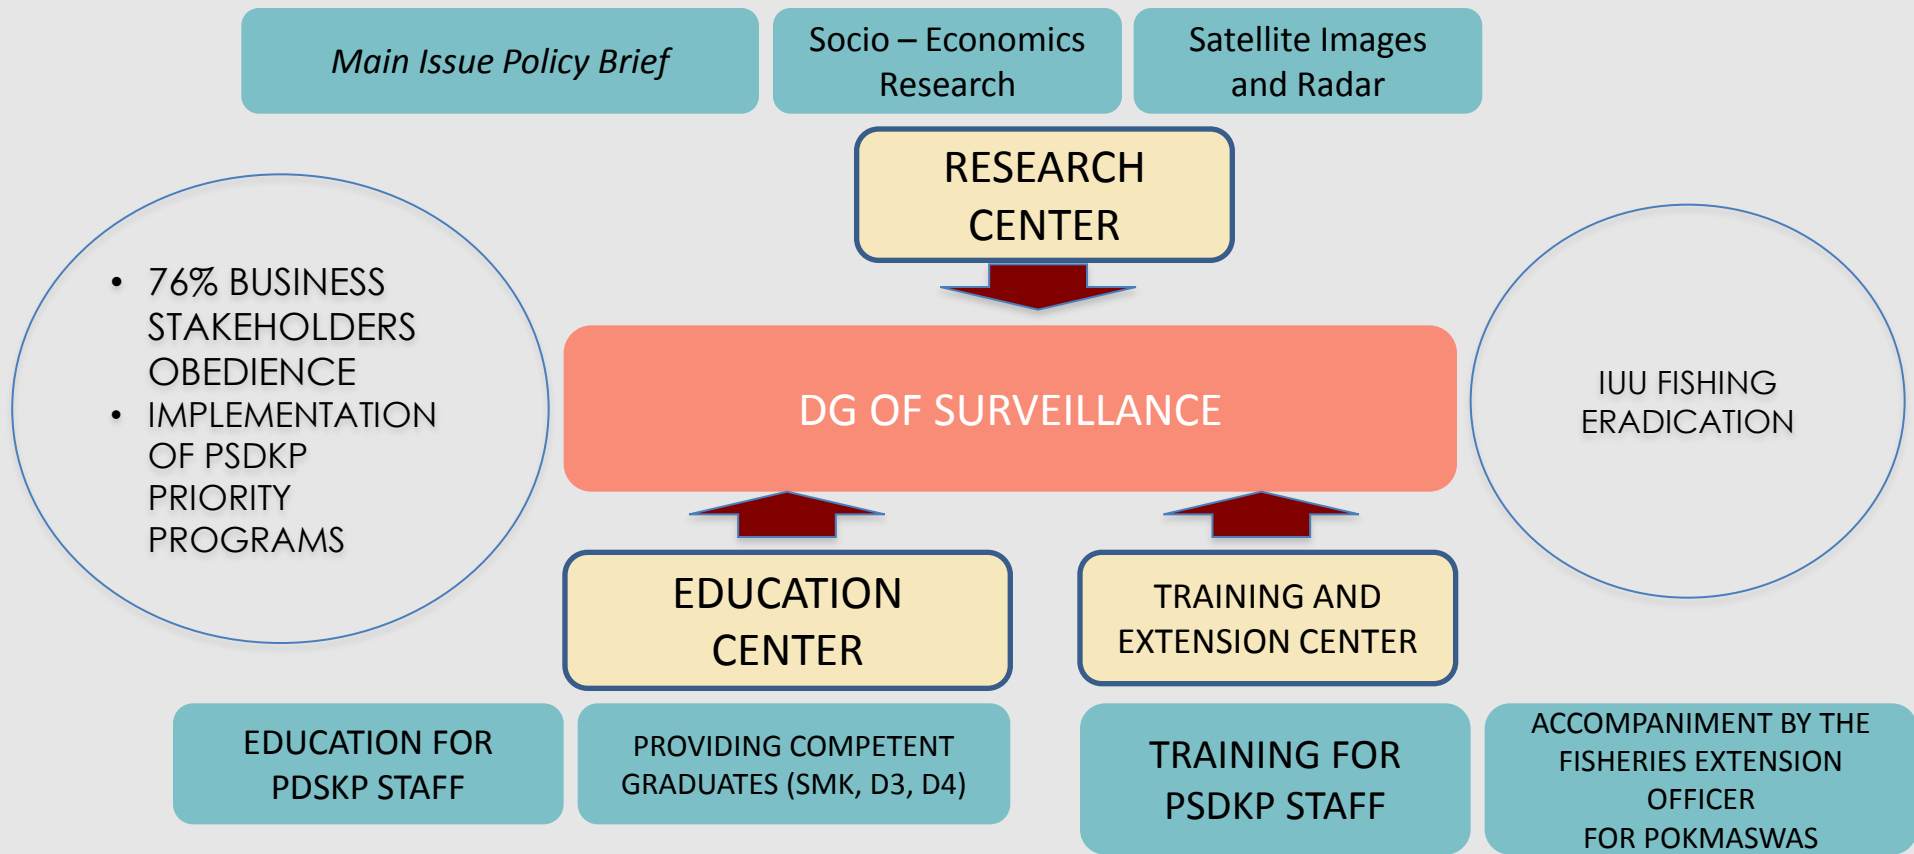 Main Issue Policy Brief
Socio – Economics
Research
Satellite Images
and Radar
RESEARCH
CENTER
• 76% BUSINESS
STAKEHOLDERS
OBEDIENCE
• IMPLEMENTATION
OF PSDKP
PRIORITY
PROGRAMS
DG OF SURVEILLANCE
IUU FISHING
ERADICATION
EDUCATION
CENTER
TRAINING AND
EXTENSION CENTER
EDUCATION FOR
PDSKP STAFF
PROVIDING COMPETENT
GRADUATES (SMK, D3, D4)
TRAINING FOR
PSDKP STAFF
ACCOMPANIMENT BY THE
FISHERIES EXTENSION
OFFICER
FOR POKMASWAS